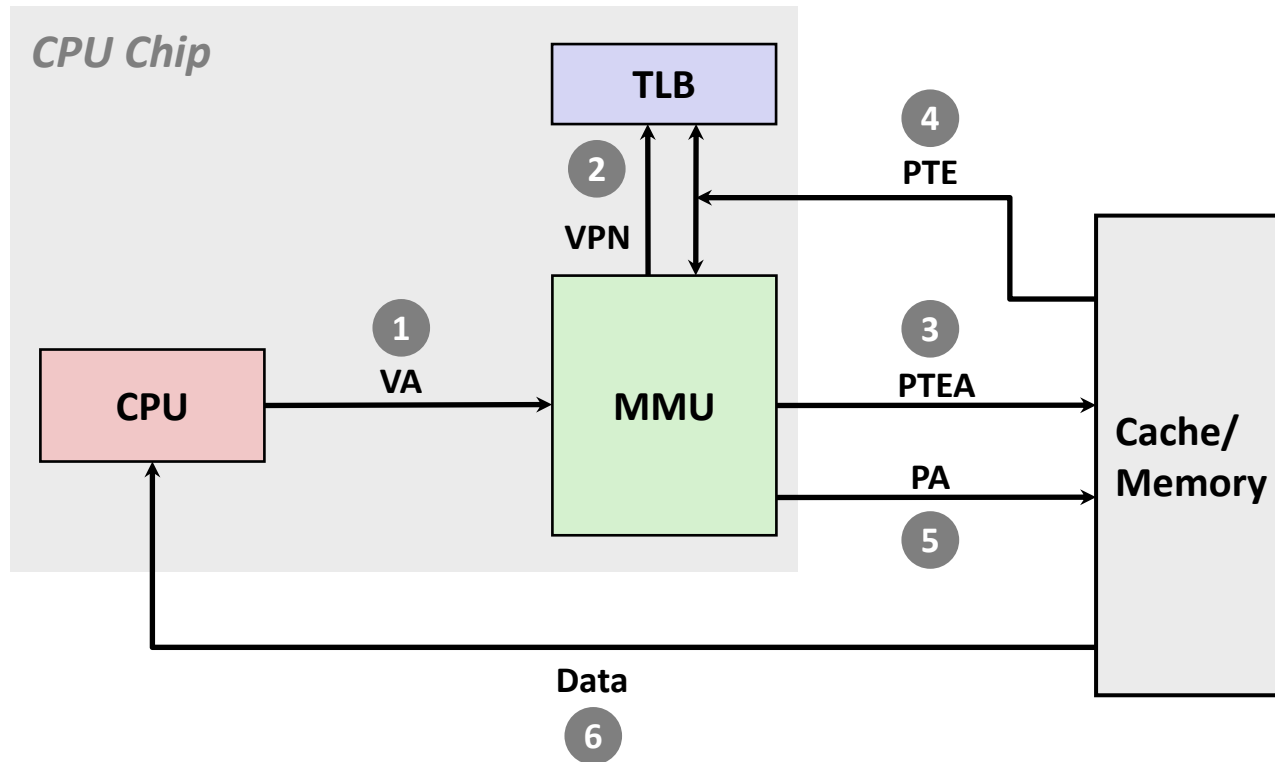 CPU Chip
TLB
4
2
PTE
VPN
1
3
VA
PTEA
CPU
MMU
Cache/
Memory
PA
5
Data
6